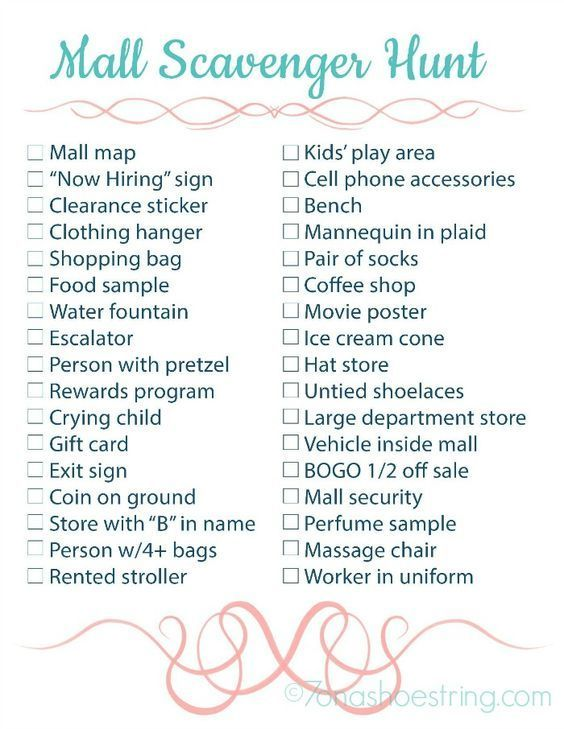 Mall Scavenger Hunt
Mall map
"Now Hiring" sign
Clearance sticker
Clothing hanger
Shopping bag
Food sample
Water fountain
Escalator
Person with pretzel
Rewards program
Crying child
Gift card
Exit sign
Coin on ground
Store with "B" in name
Person w/4+ bags
Rented stroller
Kids' play area
Cell phone accessories
Bench
Mannequin in plaid
Pair of socks
Coffee shop
Movie poster
Ice cream cone
Hat store
Untied shoelaces
Large department store
Vehicle inside mall
BOGO 1/2 off sale
Mall security
Perfume sample
Massage chair
Worker in uniform
©7onashoestring.com